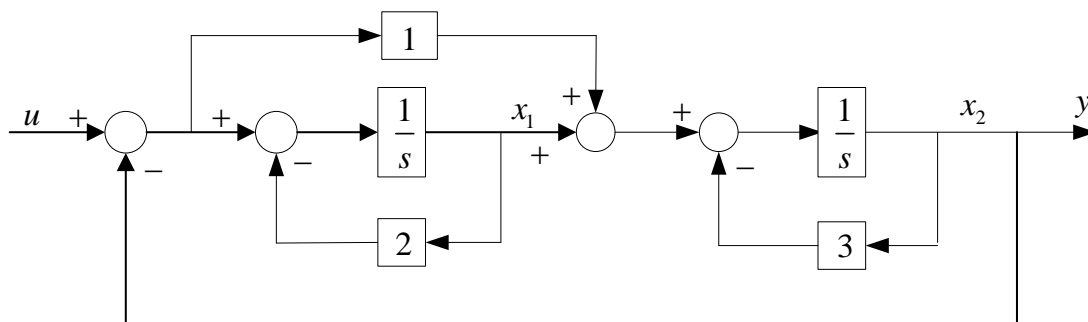 1
u + + 1/s x₁ + + + 1/s x₂ y
− − + −
2 3